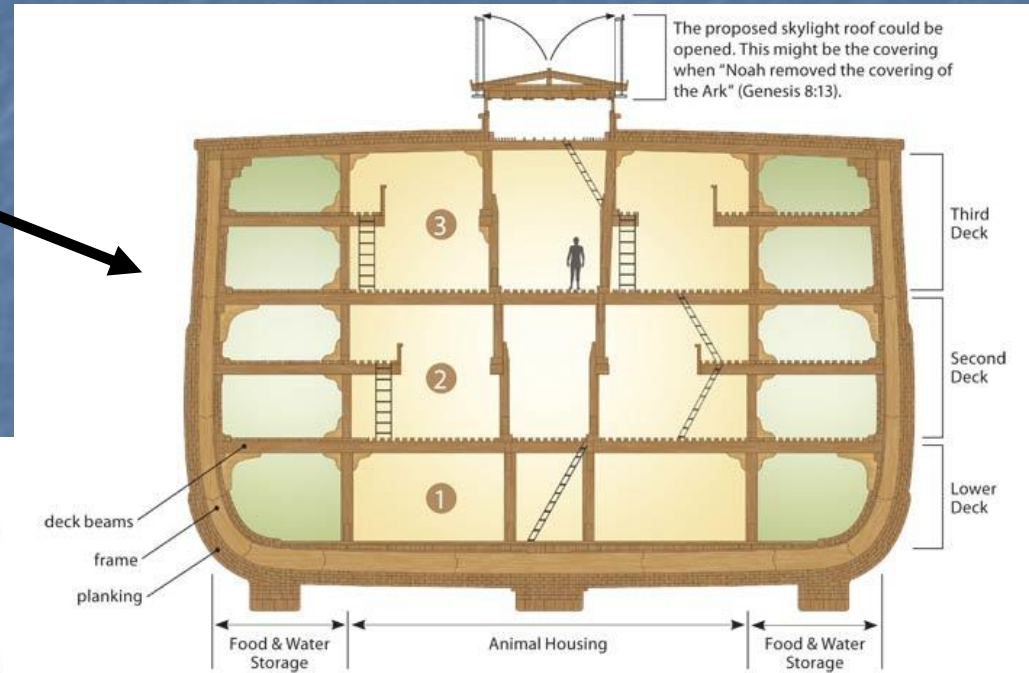 The proposed skylight roof could be
opened. This might be the covering
when “Noah removed the covering of
the Ark” (Genesis 8:13).
3
Third
Deck
2
Second
Deck
1
Lower
Deck
deck beams
frame
planking
Food & Water
Storage
Animal Housing
Food & Water
Storage